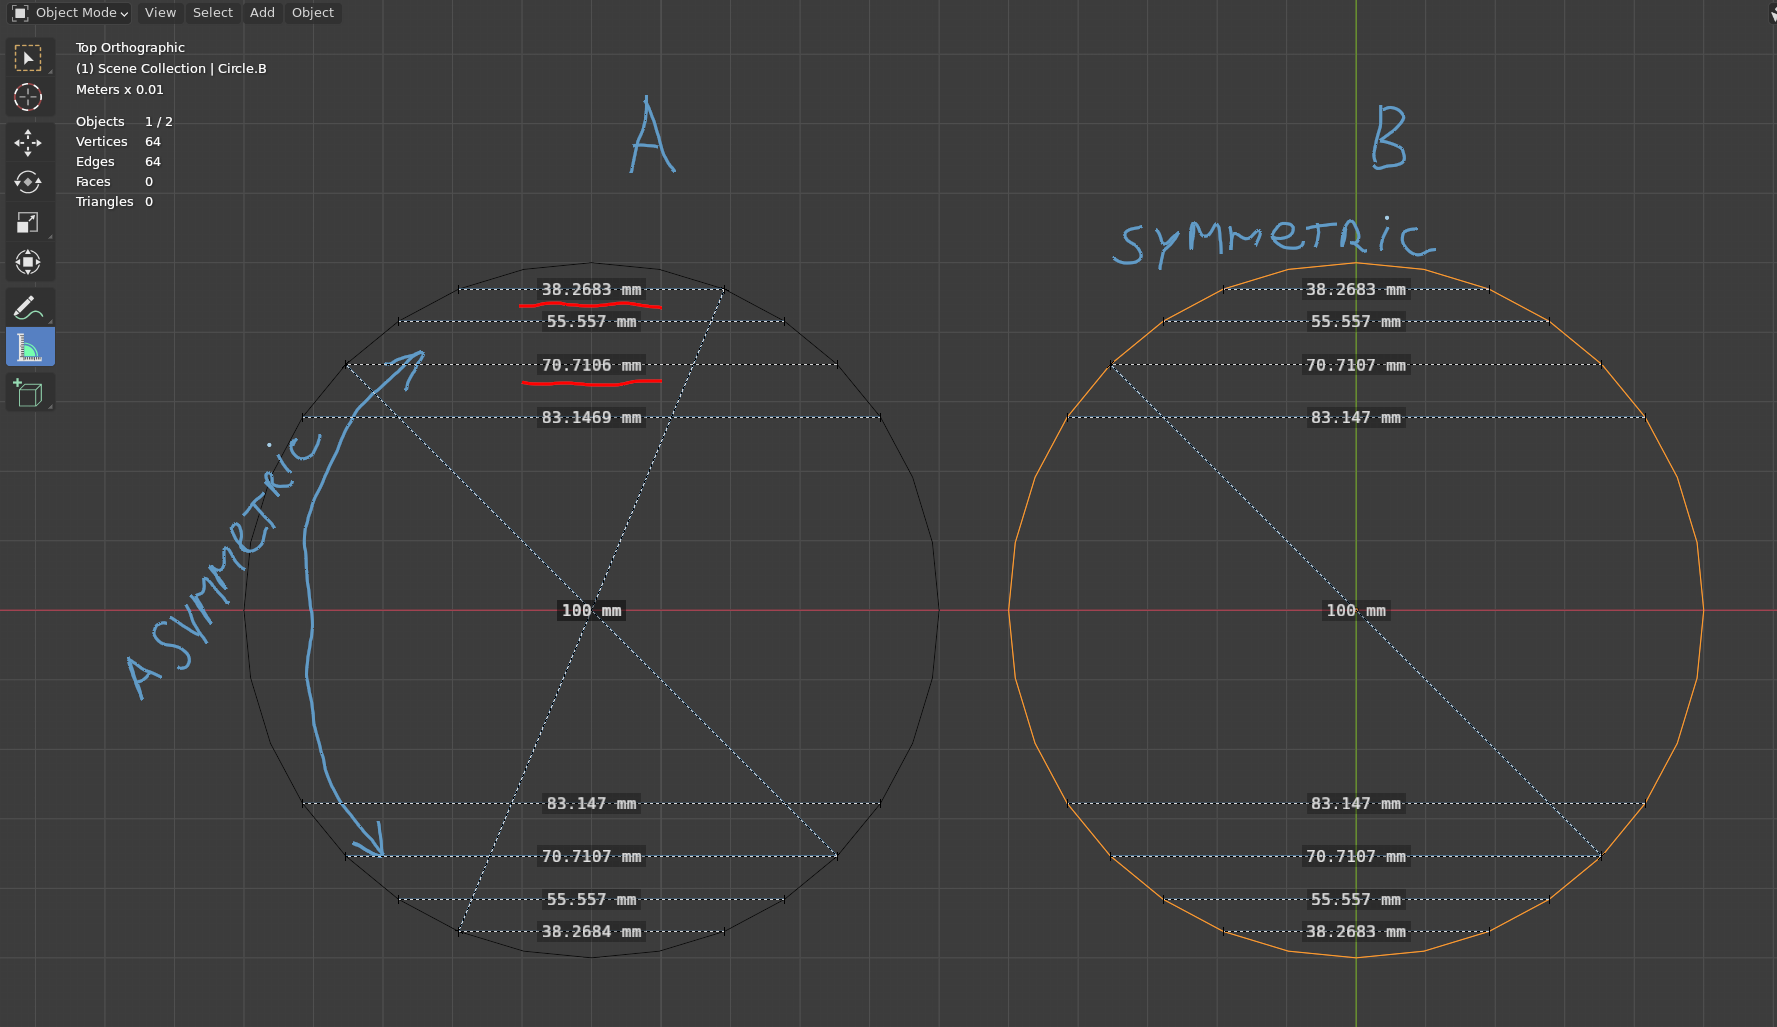 Object Mode View Select Add Object
Top Orthographic
(1) Scene Collection | Circle.B
Meters x 0.01
Objects 1 / 2
Vertices 64
Edges 64
Faces 0
Triangles 0
A
B
SYMMETRIC
ASYMMETRIC
38.2683 mm
55.557 mm
70.7106 mm
83.1469 mm
100 mm
83.147 mm
70.7107 mm
55.557 mm
38.2684 mm
38.2683 mm
55.557 mm
70.7107 mm
83.147 mm
100 mm
83.147 mm
70.7107 mm
55.557 mm
38.2683 mm